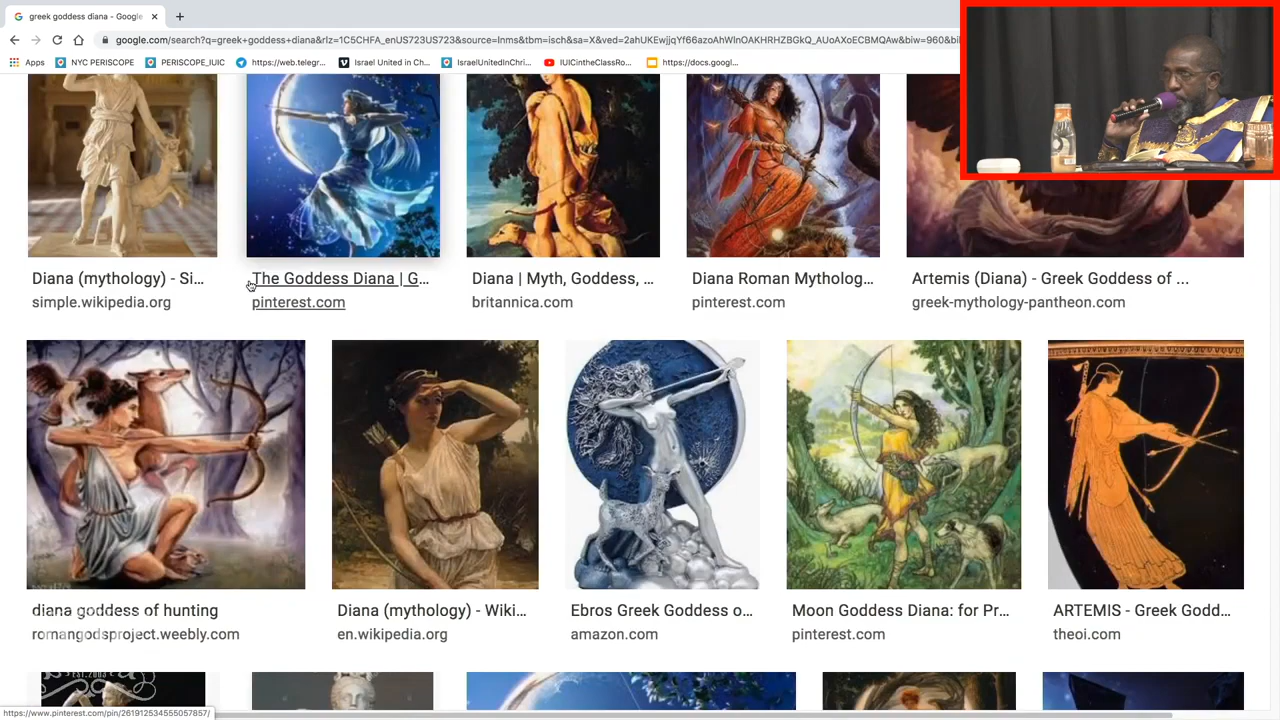 greek goddess diana - Google
google.com/search?q=greek+goddess+diana&rlz=1C5CHFA_enUS723US723&source=lnms&tbm=isch&sa=X&ved=2ahUKEwjjqYf66azoAhWlnOAKHRHZBGkQ_AUoAXoECBMQAw&biw=960&bi
Apps NYC PERISCOPE PERISCOPE_IUIC https://web.telegr... Israel United in Ch... IsraelUnitedInChri... IUICintheClassRo... https://docs.googl...
Diana (mythology) - Si... The Goddess Diana | G... Diana | Myth, Goddess, ... Diana Roman Mytholog... Artemis (Diana) - Greek Goddess of ...
simple.wikipedia.org pinterest.com britannica.com pinterest.com greek-mythology-pantheon.com
diana goddess of hunting Diana (mythology) - Wiki... Ebros Greek Goddess o... Moon Goddess Diana: for Pr... ARTEMIS - Greek Godd...
romangodsproject.weebly.com en.wikipedia.org amazon.com pinterest.com theoi.com
EST.2003
https://www.pinterest.com/pin/261912534555057857/